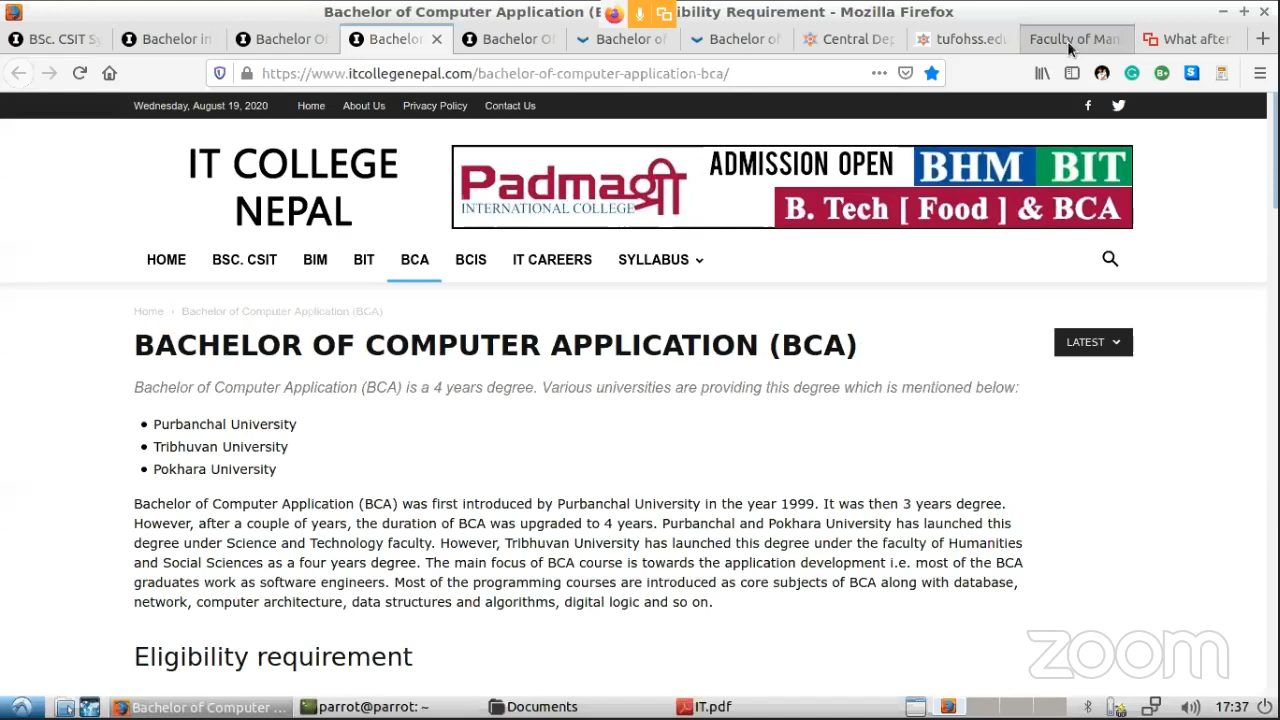 Bachelor of Computer Application (B ligibility Requirement - Mozilla Firefox
BSc. CSIT Sy
Bachelor in
Bachelor Of
Bachelor
Bachelor Of
Bachelor of
Bachelor of
Central Dep
tufohss.edu
Faculty of Man
What after
https://www.itcollegenepal.com/bachelor-of-computer-application-bca/
Wednesday, August 19, 2020 Home About Us Privacy Policy Contact Us
IT COLLEGE
NEPAL
Padmaश्री
INTERNATIONAL COLLEGE
ADMISSION OPEN BHM BIT
B. Tech [ Food ] & BCA
HOME BSC. CSIT BIM BIT BCA BCIS IT CAREERS SYLLABUS
Home › Bachelor of Computer Application (BCA)
BACHELOR OF COMPUTER APPLICATION (BCA)
LATEST
Bachelor of Computer Application (BCA) is a 4 years degree. Various universities are providing this degree which is mentioned below:
• Purbanchal University
• Tribhuvan University
• Pokhara University
Bachelor of Computer Application (BCA) was first introduced by Purbanchal University in the year 1999. It was then 3 years degree.
However, after a couple of years, the duration of BCA was upgraded to 4 years. Purbanchal and Pokhara University has launched this
degree under Science and Technology faculty. However, Tribhuvan University has launched this degree under the faculty of Humanities
and Social Sciences as a four years degree. The main focus of BCA course is towards the application development i.e. most of the BCA
graduates work as software engineers. Most of the programming courses are introduced as core subjects of BCA along with database,
network, computer architecture, data structures and algorithms, digital logic and so on.
Eligibility requirement
zoom
Bachelor of Computer ... parrot@parrot: ~ Documents IT.pdf 17:37